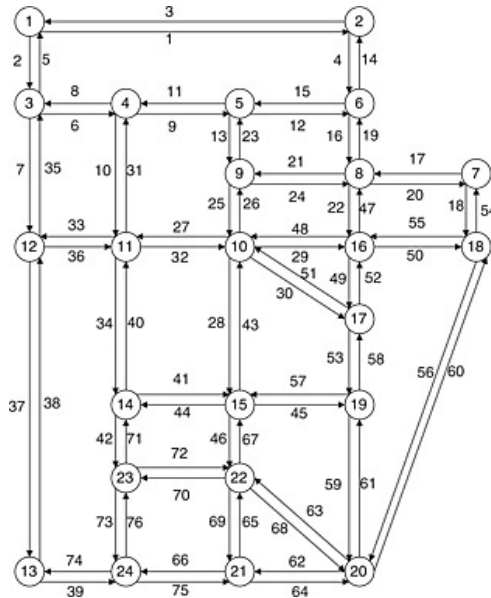 3
1 2
1
2 5 4 14
8 11 15
3 4 5 6
6 9 12
13 23 16 19
7 35 10 31 21 17
9 8 7
24 20
25 26 22 47 18 54
33 27 48 55
12 11 10 16 18
36 32 29 50
51 49 52
30
17
34 40 28 43 53 58
41 57
37 38 14 15 19 56 60
44 45
42 71 72 46 67
23 22 59 61
70
73 76 69 65 68 63
74 66 62
13 24 21 20
39 75 64